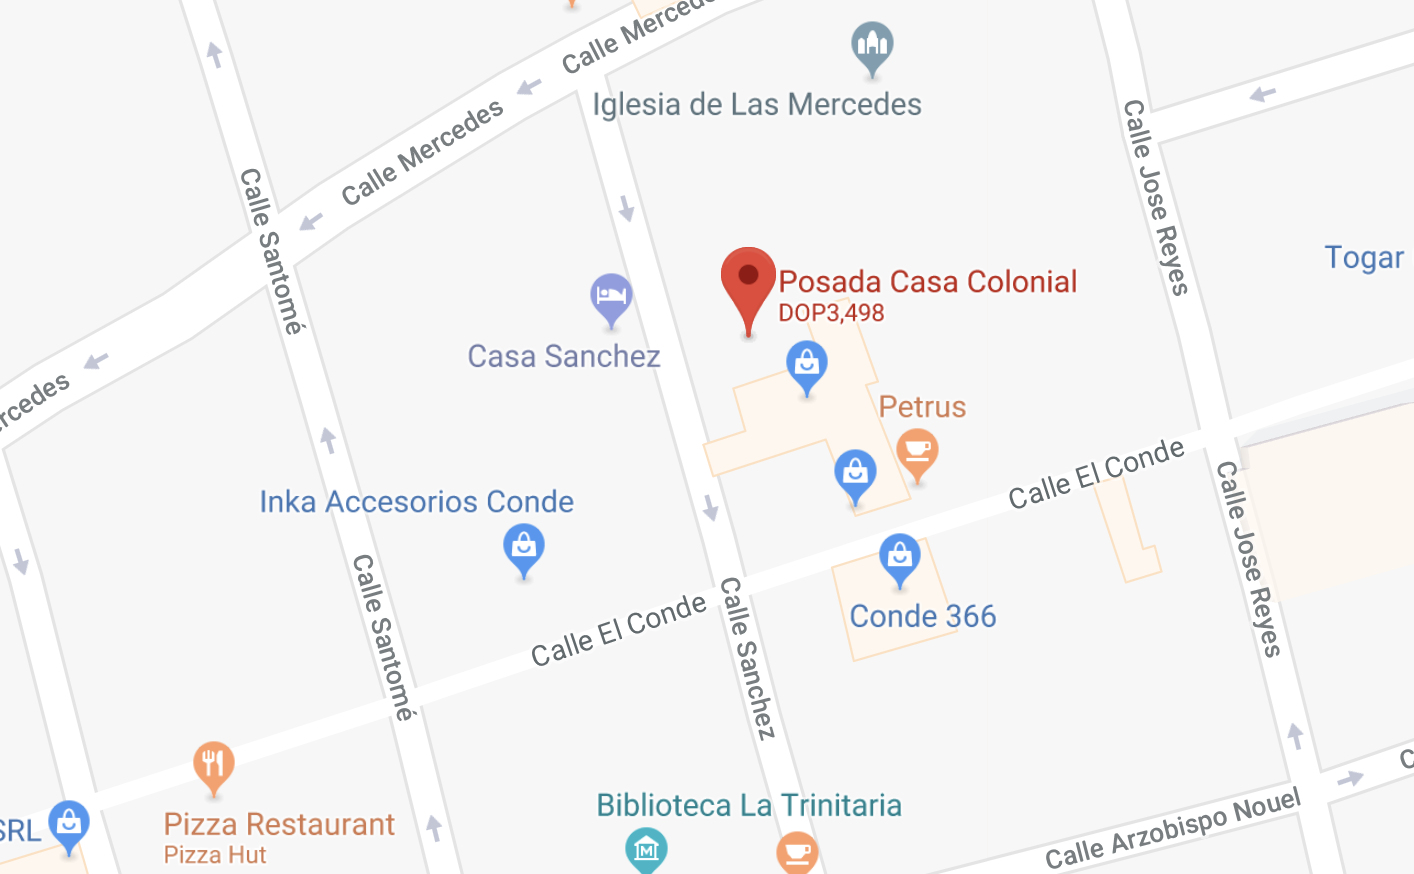 Calle Mercede
Iglesia de Las Mercedes
Calle Mercedes
Calle Jose Reyes
Calle Santomé
Togar
Posada Casa Colonial
DOP3,498
Casa Sanchez
rcedes
Petrus
Calle El Conde
Inka Accesorios Conde
Calle Jose Reyes
Calle Santomé
Calle El Conde
Calle Sanchez
Conde 366
C
Biblioteca La Trinitaria
Calle Arzobispo Nouel
SRL
Pizza Restaurant
Pizza Hut
M